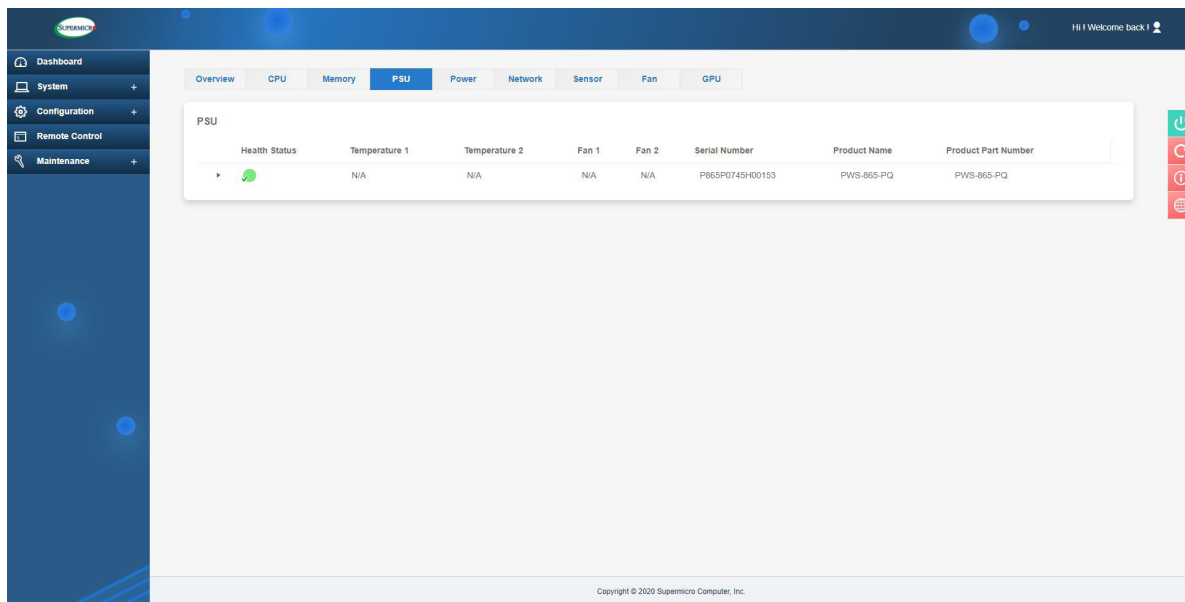 SUPERMICR
Hi ! Welcome back !
Dashboard
System +
Configuration +
Remote Control
Maintenance +
Overview CPU Memory PSU Power Network Sensor Fan GPU
PSU
Health Status Temperature 1 Temperature 2 Fan 1 Fan 2 Serial Number Product Name Product Part Number
N/A N/A N/A N/A P865P0745H00153 PWS-865-PQ PWS-865-PQ
Copyright © 2020 Supermicro Computer, Inc.